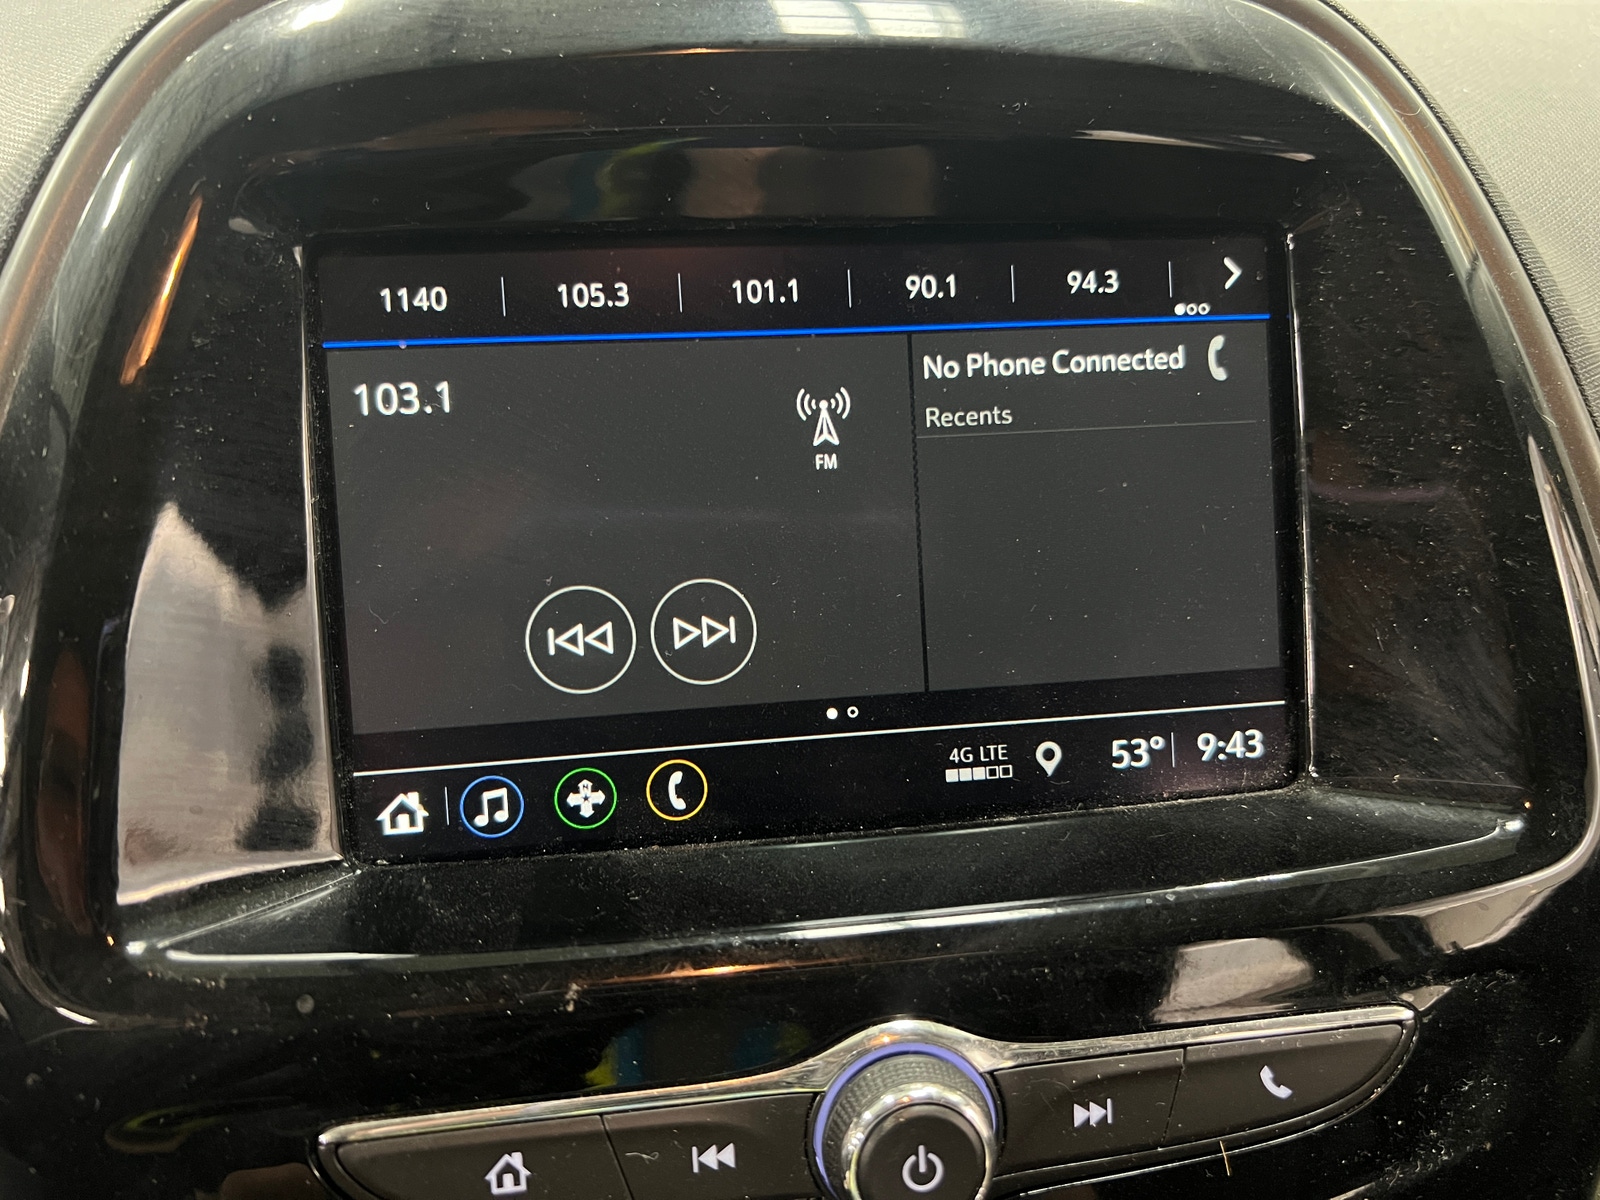 1140 105.3 101.1 90.1 94.3
103.1
FM
No Phone Connected
Recents
4G LTE 53° 9:43
N